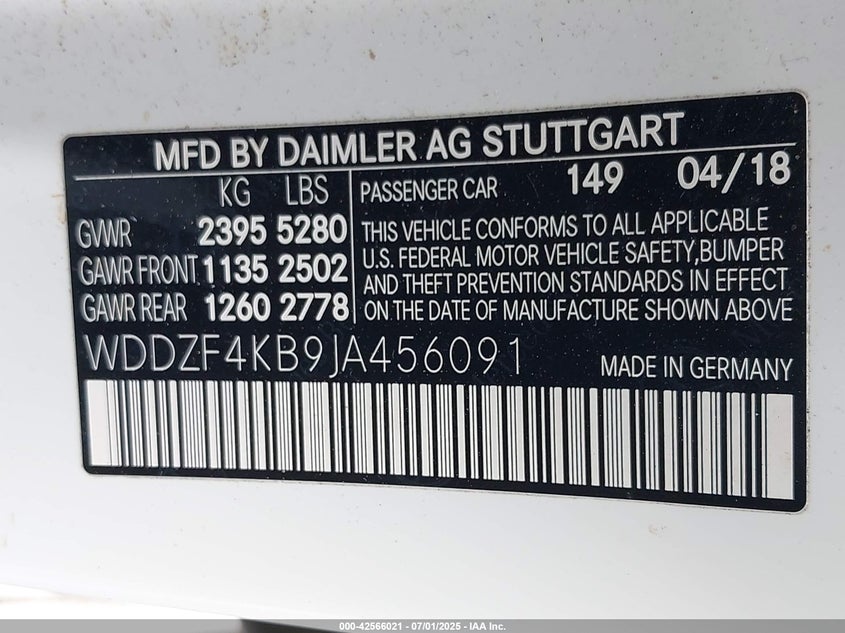 MFD BY DAIMLER AG STUTTGART
KG LBS PASSENGER CAR 149 04/18
GVWR 2395 5280 THIS VEHICLE CONFORMS TO ALL APPLICABLE
U.S. FEDERAL MOTOR VEHICLE SAFETY,BUMPER
GAWR FRONT 1135 2502 AND THEFT PREVENTION STANDARDS IN EFFECT
GAWR REAR 1260 2778 ON THE DATE OF MANUFACTURE SHOWN ABOVE
WDDZF4KB9JA456091 MADE IN GERMANY
000-42566021 - 07/01/2025 - IAA Inc.